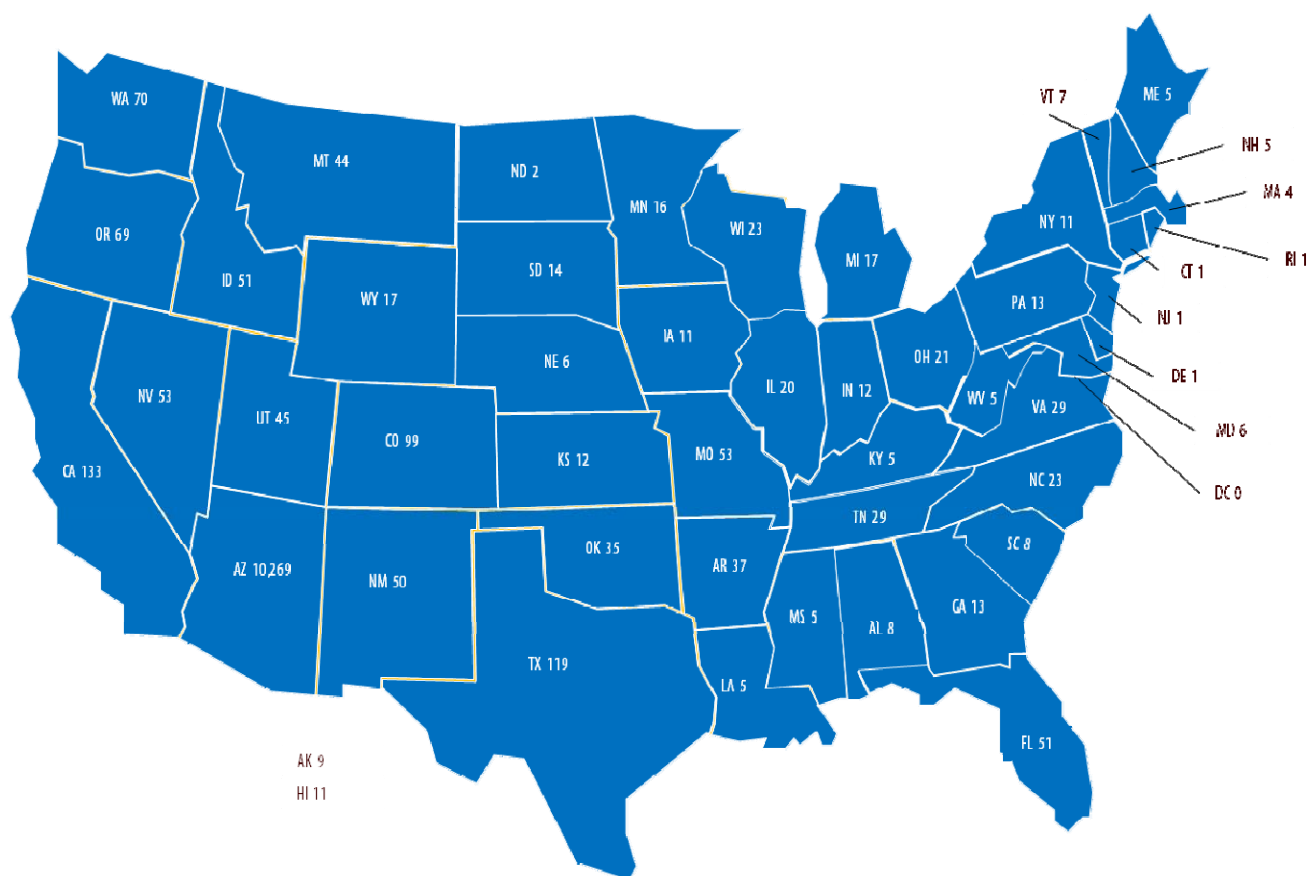 WA 70
OR 69
CA 133
NV 53
ID 51
MT 44
WY 17
UT 45
CO 99
AZ 10,269
NM 50
ND 2
SD 14
NE 6
KS 12
OK 35
TX 119
MN 16
IA 11
MO 53
AR 37
LA 5
WI 23
IL 20
MI 17
IN 12
OH 21
KY 5
TN 29
MS 5
AL 8
GA 13
FL 51
SC 8
NC 23
VA 29
WV 5
PA 13
NY 11
VT 7
ME 5
NH 5
MA 4
RI 1
CT 1
NJ 1
DE 1
MD 6
DC 0
AK 9
HI 11